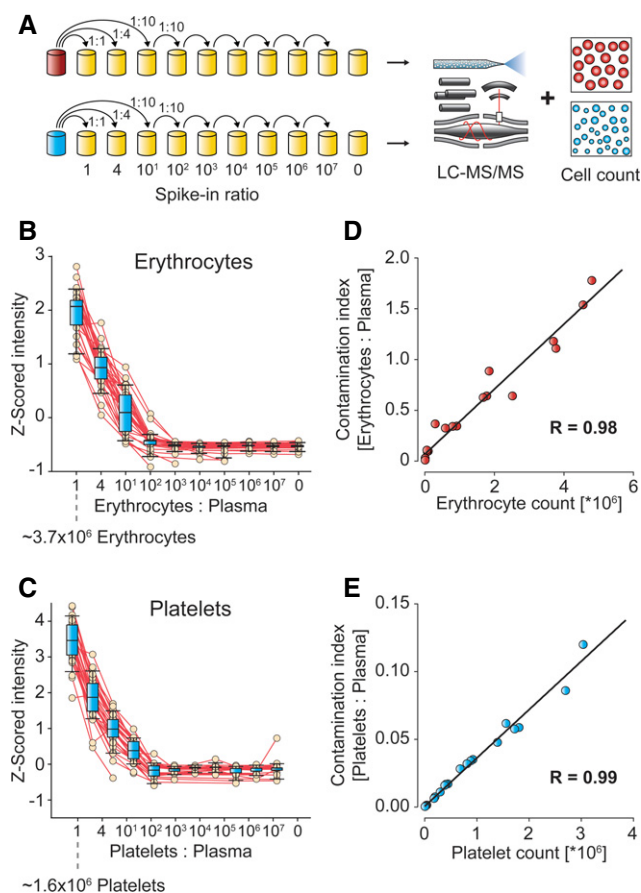 A
1:1 1:4 1:10 1:10
1:1 1:4 1:10 1:10
1 4 10¹ 10² 10³ 10⁴ 10⁵ 10⁶ 10⁷ 0
Spike-in ratio
LC-MS/MS
+
Cell count
B
Erythrocytes
Z-Scored intensity
3
2
1
0
-1
1 4 10¹ 10² 10³ 10⁴ 10⁵ 10⁶ 10⁷ 0
Erythrocytes : Plasma
~3.7x10⁶ Erythrocytes
D
Contamination index
[Erythrocytes : Plasma]
2.0
1.5
1.0
0.5
0
R = 0.98
0 2 4 6
Erythrocyte count [*10⁶]
C
Platelets
Z-Scored intensity
4
3
2
1
0
-1
1 4 10¹ 10² 10³ 10⁴ 10⁵ 10⁶ 10⁷ 0
Platelets : Plasma
~1.6x10⁶ Platelets
E
Contamination index
[Platelets : Plasma]
0.15
0.10
0.05
0.00
R = 0.99
0 1 2 3 4
Platelet count [*10⁶]